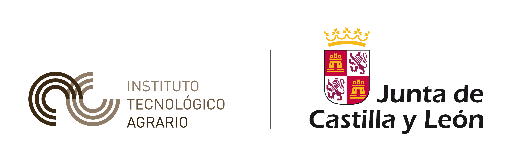 INSTITUTO
TECNOLÓGICO
AGRARIO
Junta de
Castilla y León